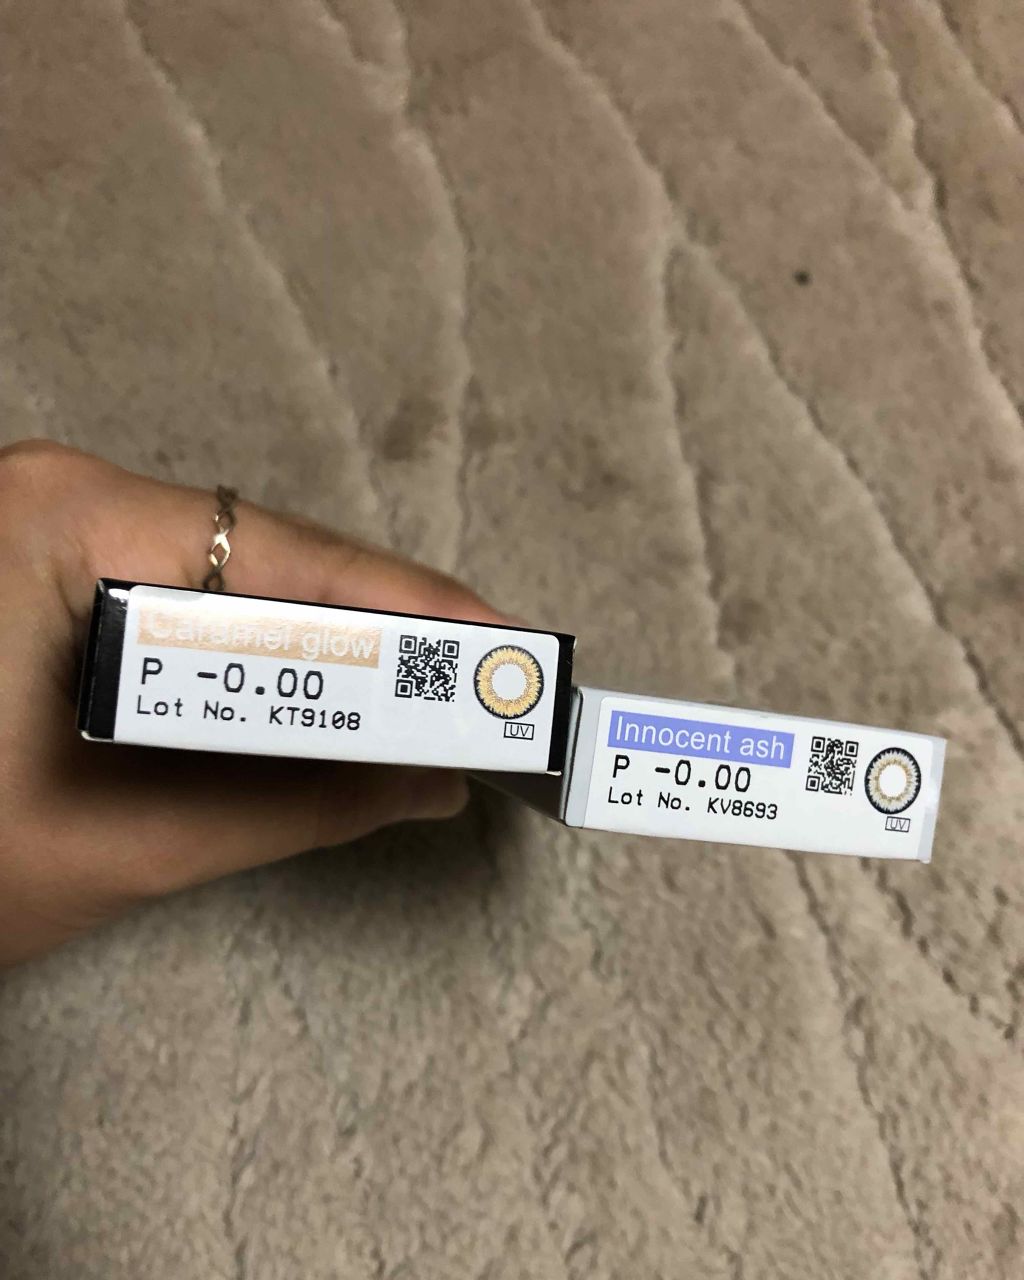 Caramel glow
P -0.00
Lot No. KT9108
UV
Innocent ash
P -0.00
Lot No. KV8693
UV